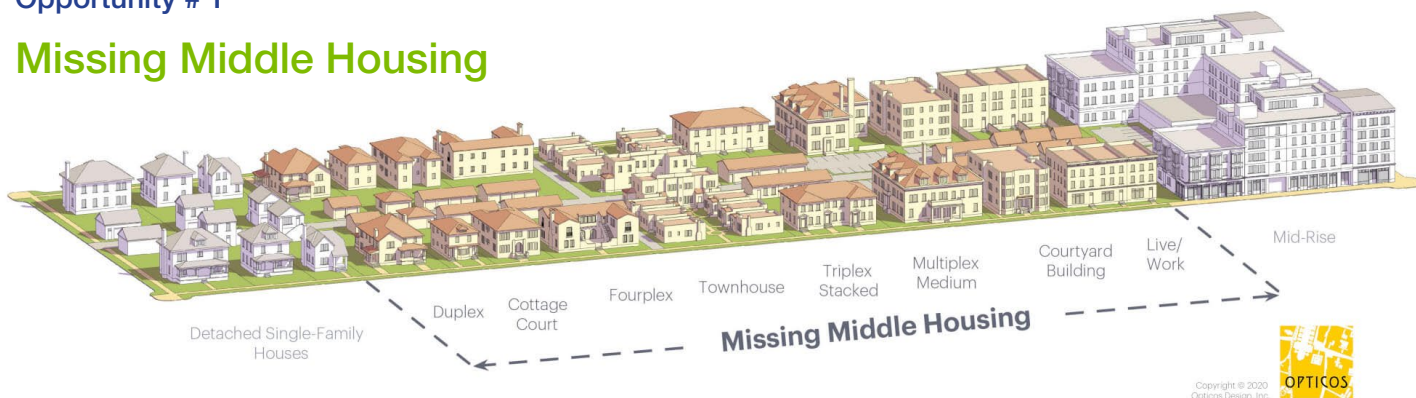 Opportunity # 1
Missing Middle Housing
Detached Single-Family
Houses
Duplex
Cottage
Court
Fourplex
Townhouse
Triplex
Stacked
Multiplex
Medium
Courtyard
Building
Live/
Work
Mid-Rise
Missing Middle Housing
Copyright © 2020
Opticos Design, Inc.
OPTICOS